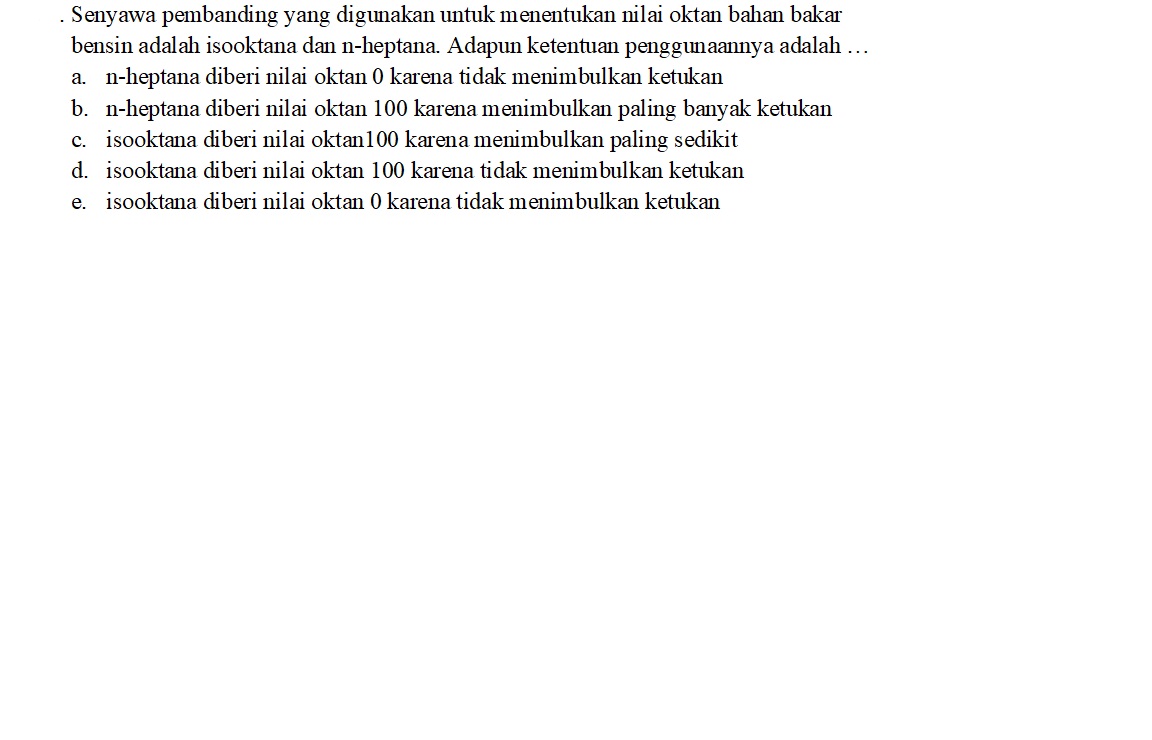 . Senyawa pembanding yang digunakan untuk menentukan nilai oktan bahan bakar
bensin adalah isooktana dan n-heptana. Adapun ketentuan penggunaannya adalah …
a. n-heptana diberi nilai oktan 0 karena tidak menimbulkan ketukan
b. n-heptana diberi nilai oktan 100 karena menimbulkan paling banyak ketukan
c. isooktana diberi nilai oktan100 karena menimbulkan paling sedikit
d. isooktana diberi nilai oktan 100 karena tidak menimbulkan ketukan
e. isooktana diberi nilai oktan 0 karena tidak menimbulkan ketukan